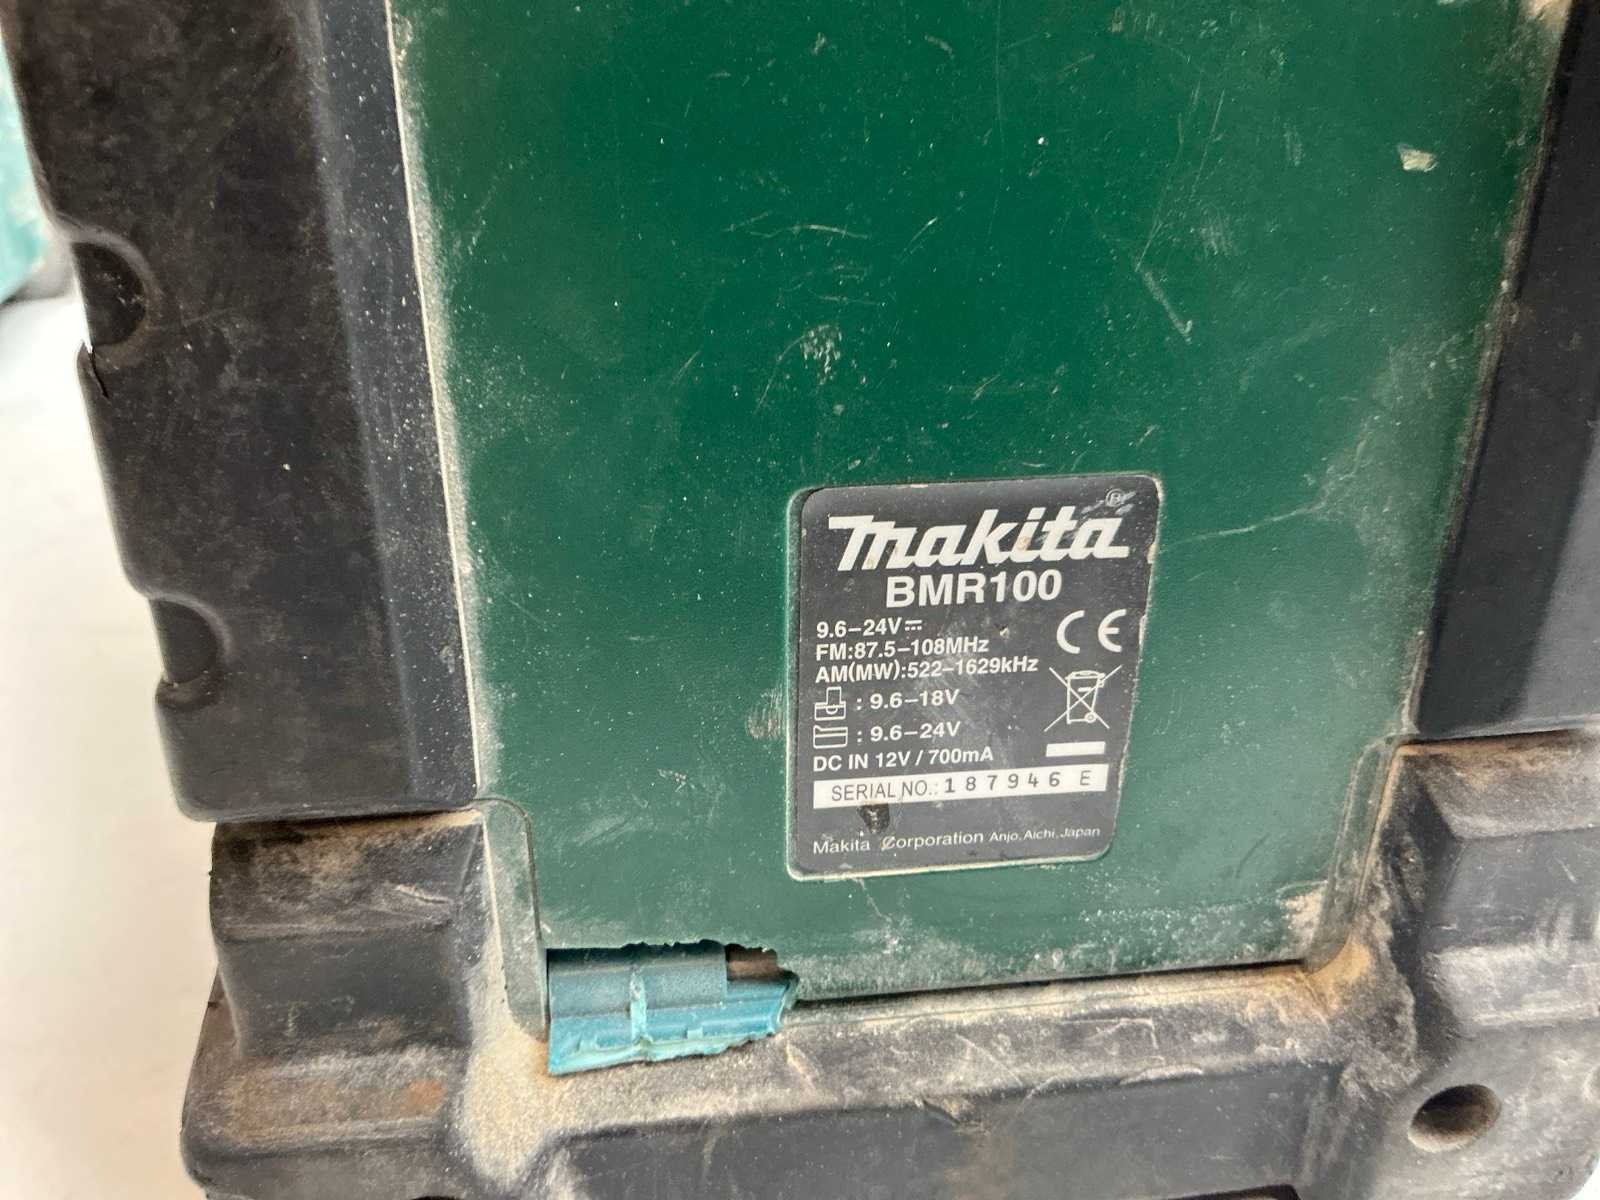 makita®
BMR100
9.6–24V⎓
FM:87.5–108MHz
AM(MW):522–1629kHz
CE
: 9.6–18V
: 9.6–24V
DC IN 12V / 700mA
SERIAL NO.: 187946 E
Makita Corporation Anjo, Aichi, Japan